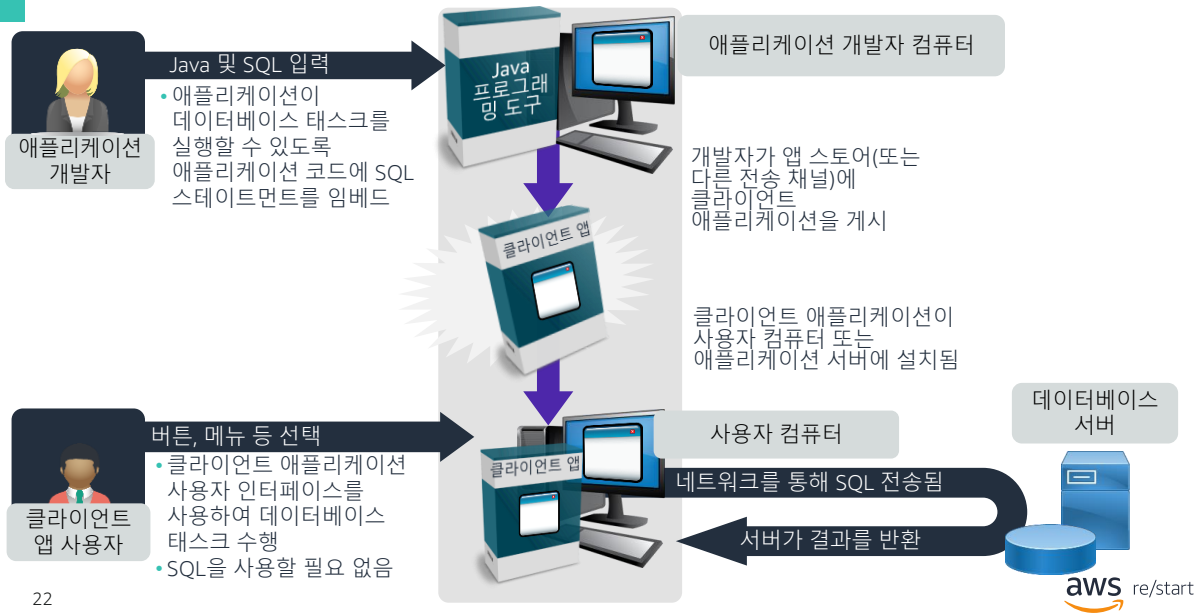 애플리케이션
개발자
Java 및 SQL 입력
• 애플리케이션이
데이터베이스 태스크를
실행할 수 있도록
애플리케이션 코드에 SQL
스테이트먼트를 임베드
Java
프로그래
밍 도구
애플리케이션 개발자 컴퓨터
개발자가 앱 스토어(또는
다른 전송 채널)에
클라이언트
애플리케이션을 게시
클라이언트 앱
클라이언트 애플리케이션이
사용자 컴퓨터 또는
애플리케이션 서버에 설치됨
클라이언트
앱 사용자
버튼, 메뉴 등 선택
• 클라이언트 애플리케이션
사용자 인터페이스를
사용하여 데이터베이스
태스크 수행
• SQL을 사용할 필요 없음
클라이언트 앱
사용자 컴퓨터
데이터베이스
서버
네트워크를 통해 SQL 전송됨
서버가 결과를 반환
22
aws re/start